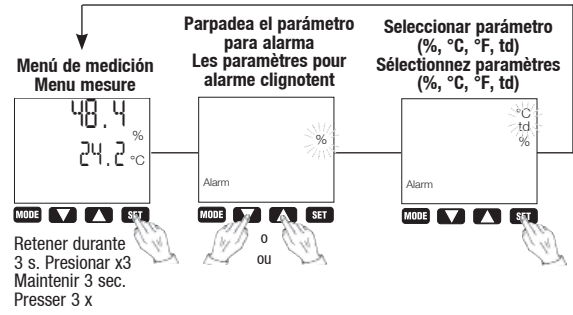 Menú de medición
Menu mesure
48.4
%
24.2 °C
MODE SET
Retener durante
3 s. Presionar x3
Maintenir 3 sec.
Presser 3 x
Parpadea el parámetro
para alarma
Les paramètres pour
alarme clignotent
%
Alarm
MODE SET
o
ou
Seleccionar parámetro
(%, °C, °F, td)
Sélectionnez paramètres
(%, °C, °F, td)
°C
td
%
Alarm
MODE SET